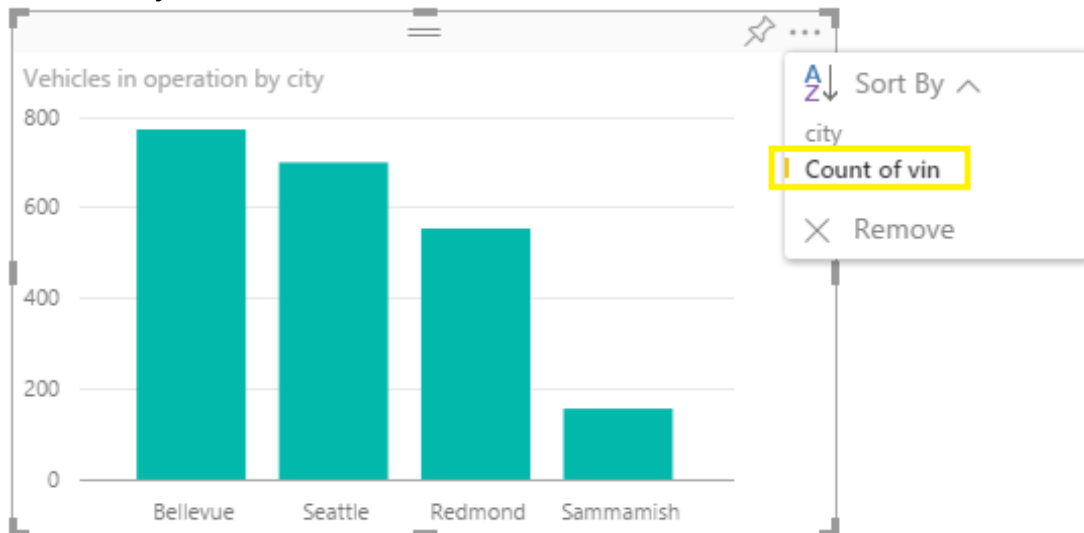 Vehicles in operation by city
800
600
400
200
0
Bellevue Seattle Redmond Sammamish
AZ Sort By
city
Count of vin
Remove